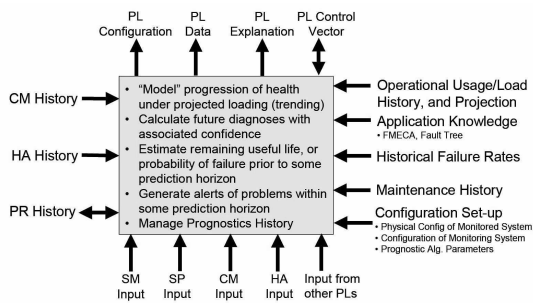 PL
Configuration
PL
Data
PL
Explanation
PL Control
Vector
CM History
HA History
PR History
• “Model” progression of health
under projected loading (trending)
• Calculate future diagnoses with
associated confidence
• Estimate remaining useful life, or
probability of failure prior to some
prediction horizon
• Generate alerts of problems within
some prediction horizon
• Manage Prognostics History
Operational Usage/Load
History, and Projection
Application Knowledge
• FMECA, Fault Tree
Historical Failure Rates
Maintenance History
Configuration Set-up
• Physical Config of Monitored System
• Configuration of Monitoring System
• Prognostic Alg. Parameters
SM
Input
SP
Input
CM
Input
HA
Input
Input from
other PLs